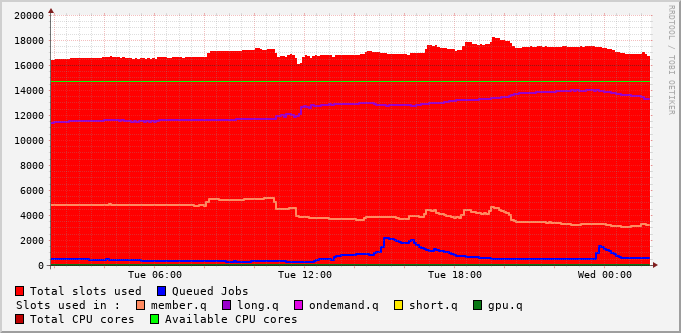 20000
18000
16000
14000
12000
10000
8000
6000
4000
2000
0
Tue 06:00 Tue 12:00 Tue 18:00 Wed 00:00
RRDTOOL / TOBI OETIKER
Total slots used Queued Jobs
Slots used in : member.q long.q ondemand.q short.q gpu.q
Total CPU cores Available CPU cores